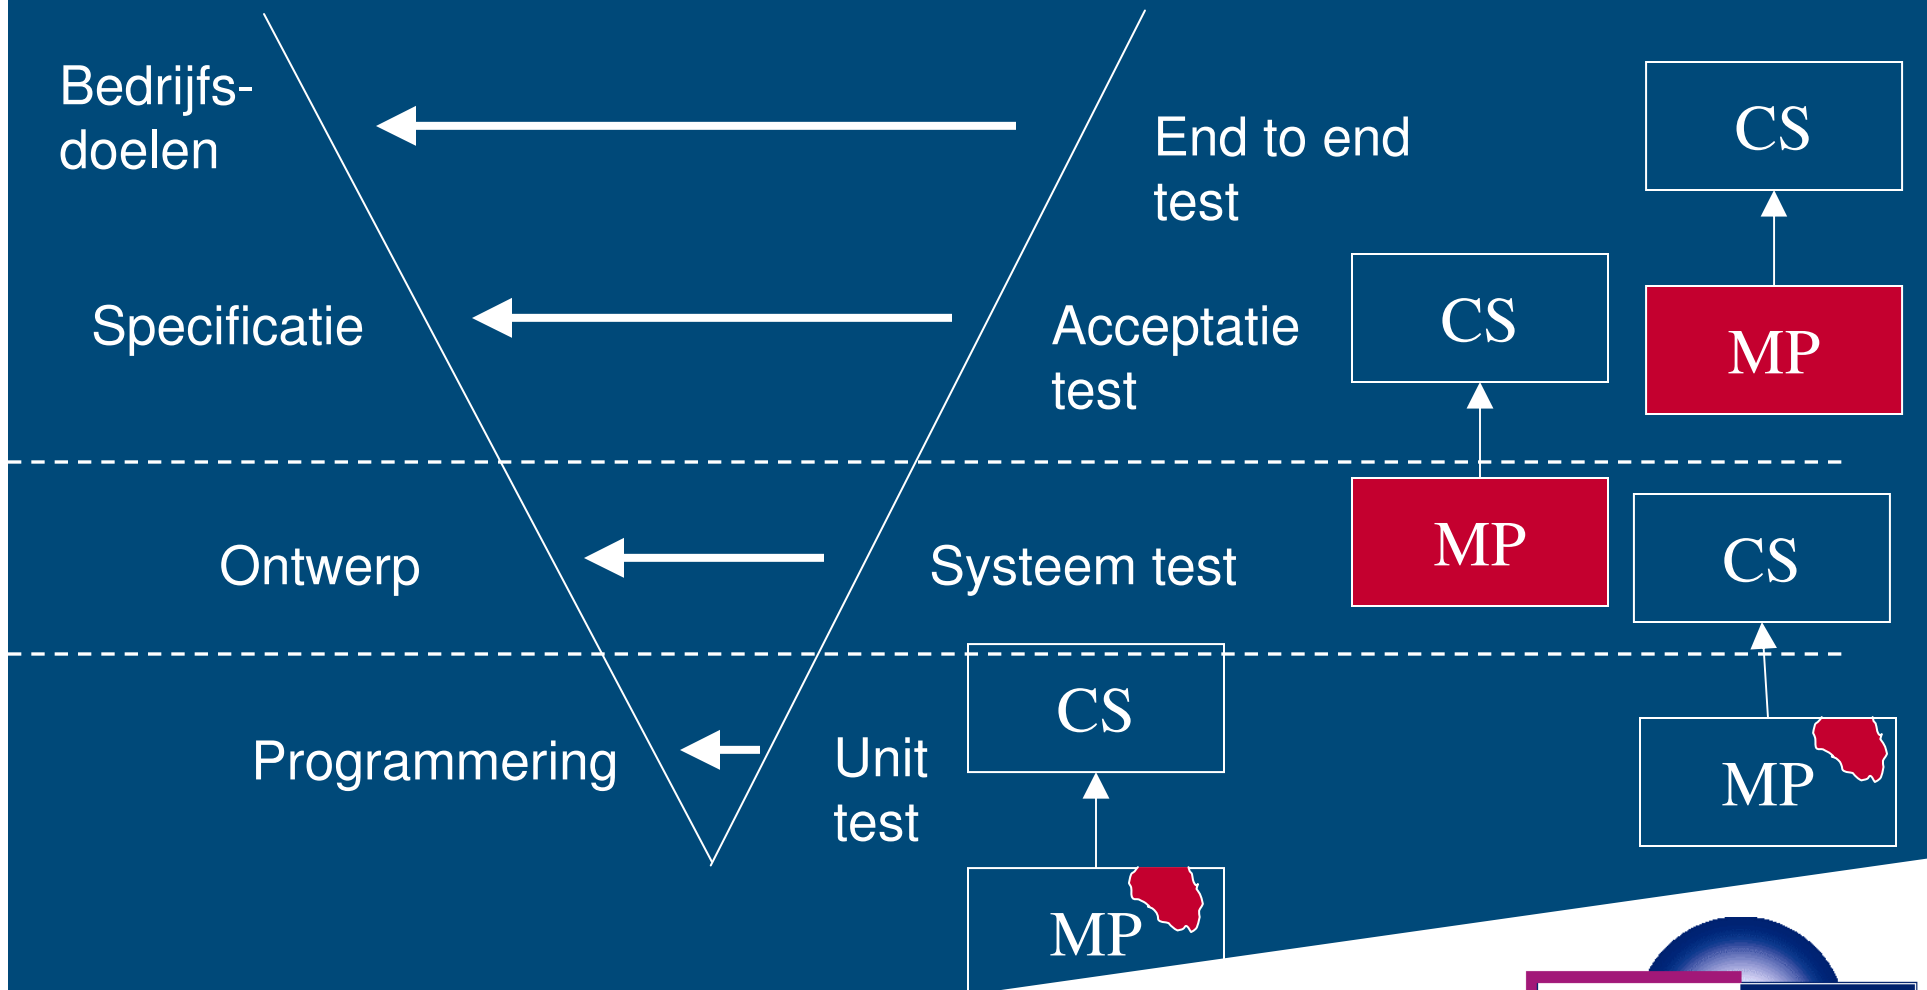 Bedrijfs-
doelen
End to end
test
CS
Specificatie
Acceptatie
test
CS
MP
Ontwerp
Systeem test
MP
CS
Programmering
Unit
test
CS
MP
MP